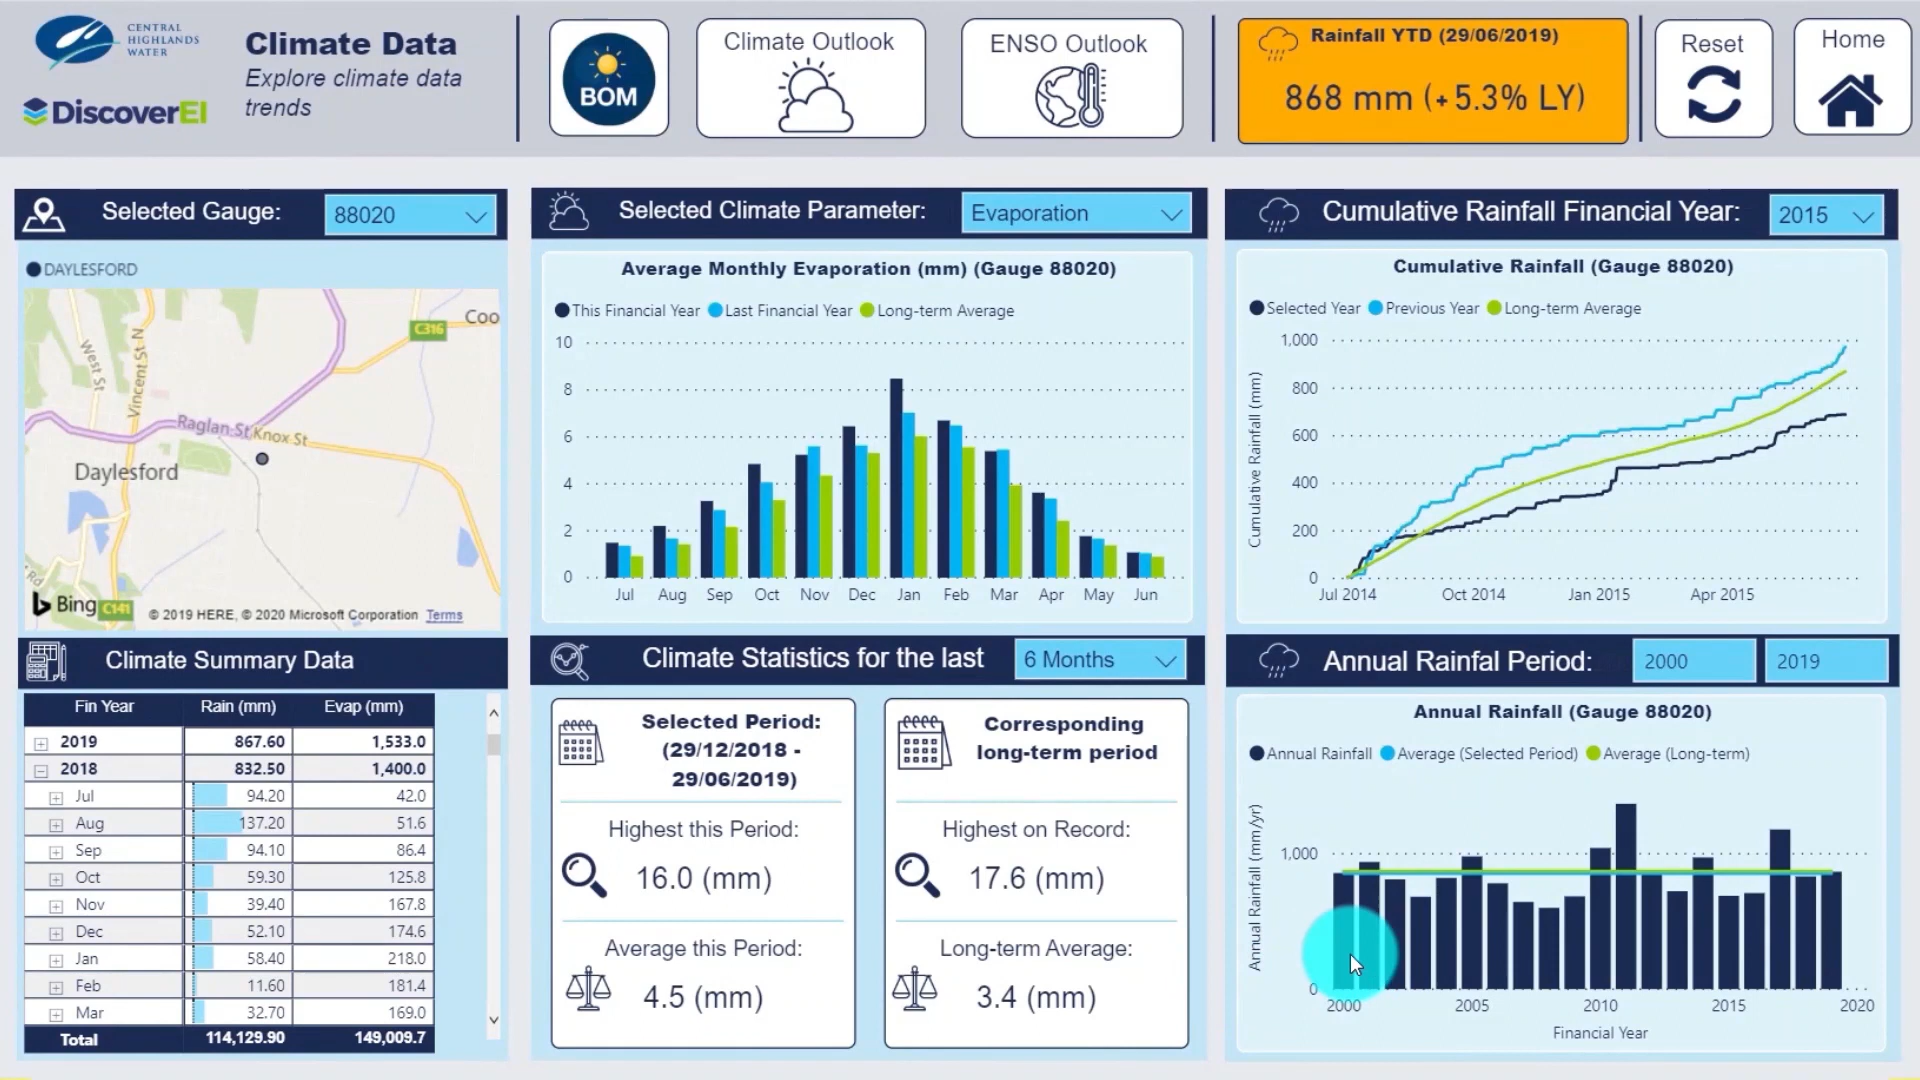 CENTRAL
HIGHLANDS
WATER
DiscoverEI
Climate Data
Explore climate data
trends
BOM
Climate Outlook
ENSO Outlook
Rainfall YTD (29/06/2019)
868 mm (+5.3% LY)
Reset
Home
Selected Gauge:
88020
DAYLESFORD
West St
Vincent St N
Raglan St
Knox St
Daylesford
C316
Coo
Rd
Bing
C141
© 2019 HERE, © 2020 Microsoft Corporation Terms
Climate Summary Data
Fin Year Rain (mm) Evap (mm)
2019 867.60 1,533.0
2018 832.50 1,400.0
Jul 94.20 42.0
Aug 137.20 51.6
Sep 94.10 86.4
Oct 59.30 125.8
Nov 39.40 167.8
Dec 52.10 174.6
Jan 58.40 218.0
Feb 11.60 181.4
Mar 32.70 169.0
Total 114,129.90 149,009.7
Selected Climate Parameter:
Evaporation
Average Monthly Evaporation (mm) (Gauge 88020)
This Financial Year Last Financial Year Long-term Average
10
8
6
4
2
0
Jul Aug Sep Oct Nov Dec Jan Feb Mar Apr May Jun
Climate Statistics for the last
6 Months
Selected Period:
(29/12/2018 -
29/06/2019)
Highest this Period:
16.0 (mm)
Average this Period:
4.5 (mm)
Corresponding
long-term period
Highest on Record:
17.6 (mm)
Long-term Average:
3.4 (mm)
Cumulative Rainfall Financial Year:
2015
Cumulative Rainfall (Gauge 88020)
Selected Year Previous Year Long-term Average
Cumulative Rainfall (mm)
1,000
800
600
400
200
0
Jul 2014 Oct 2014 Jan 2015 Apr 2015
Annual Rainfal Period:
2000
2019
Annual Rainfall (Gauge 88020)
Annual Rainfall Average (Selected Period) Average (Long-term)
Annual Rainfall (mm/yr)
1,000
0
2000 2005 2010 2015 2020
Financial Year